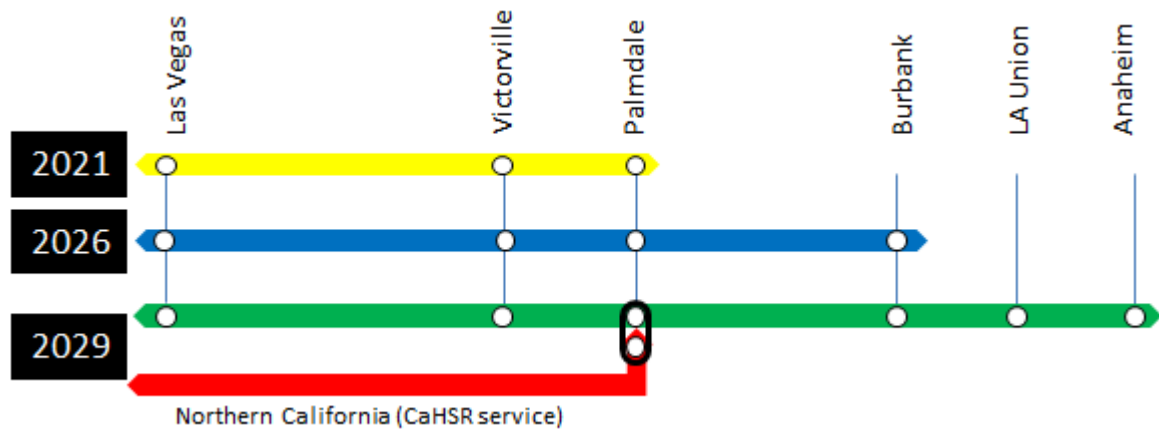 Las Vegas
Victorville
Palmdale
Burbank
LA Union
Anaheim
2021
2026
2029
Northern California (CaHSR service)